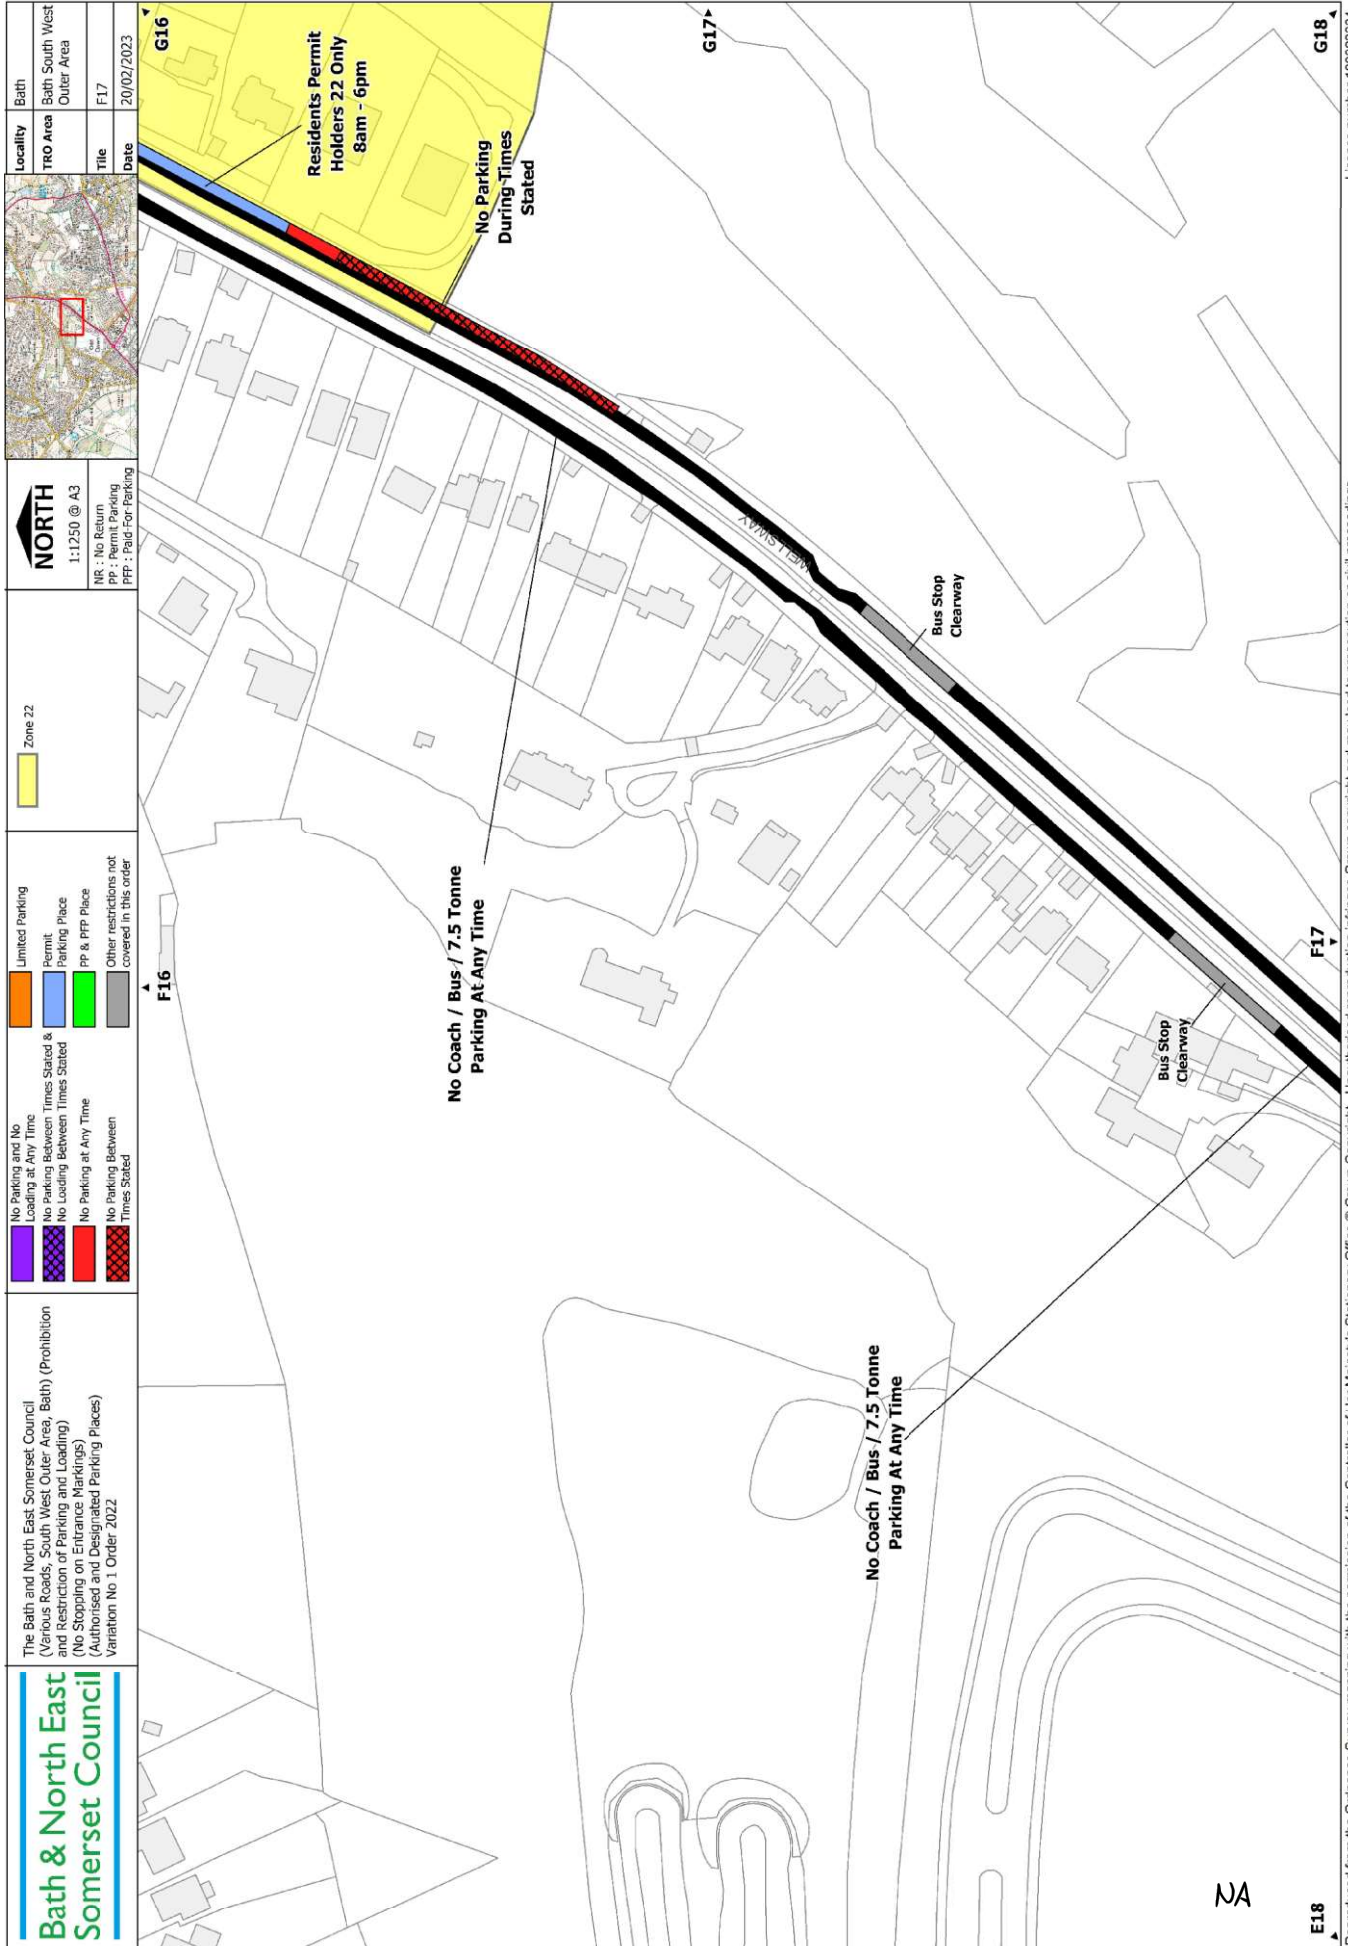 Bath & North East
Somerset Council
The Bath and North East Somerset Council
(Various Roads, South West Outer Area, Bath) (Prohibition
and Restriction of Parking and Loading)
(No Stopping on Entrance Markings)
(Authorised and Designated Parking Places)
Variation No 1 Order 2022
No Parking and No
Loading at Any Time
No Parking Between Times Stated &
No Loading Between Times Stated
No Parking at Any Time
No Parking Between
Times Stated
Limited Parking
Permit
Parking Place
PP & PFP Place
Other restrictions not
covered in this order
Zone 22
NORTH
1:1250 @ A3
NR : No Return
PP : Permit Parking
PFP : Paid-For-Parking
Locality Bath
TRO Area Bath South West
Outer Area
Tile F17
Date 20/02/2023
F16
G16
Residents Permit
Holders 22 Only
8am - 6pm
No Parking
During Times
Stated
No Coach / Bus / 7.5 Tonne
Parking At Any Time
G17
WELLSWAY
Bus Stop
Clearway
No Coach / Bus / 7.5 Tonne
Parking At Any Time
Bus Stop
Clearway
NA
E18
F17
G18